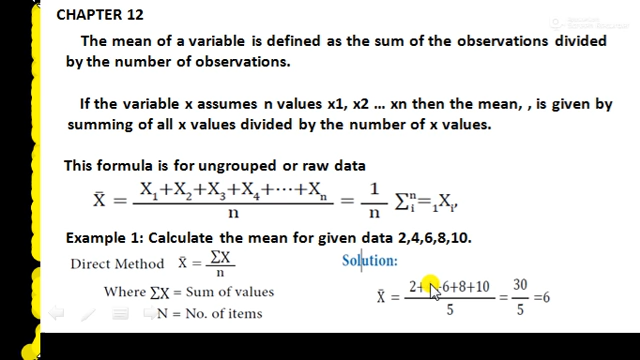 CHAPTER 12
The mean of a variable is defined as the sum of the observations divided
by the number of observations.
If the variable x assumes n values x1, x2 ... xn then the mean, , is given by
summing of all x values divided by the number of x values.
This formula is for ungrouped or raw data
X̄ = (X₁+X₂+X₃+X₄+⋯+Xₙ)/n = 1/n Σⁿᵢ=₁Xᵢ,
Example 1: Calculate the mean for given data 2,4,6,8,10.
Direct Method X̄ = ΣX/n
Where ΣX = Sum of values
N = No. of items
Solution:
X̄ = (2+ 6+8+10)/5 = 30/5 =6